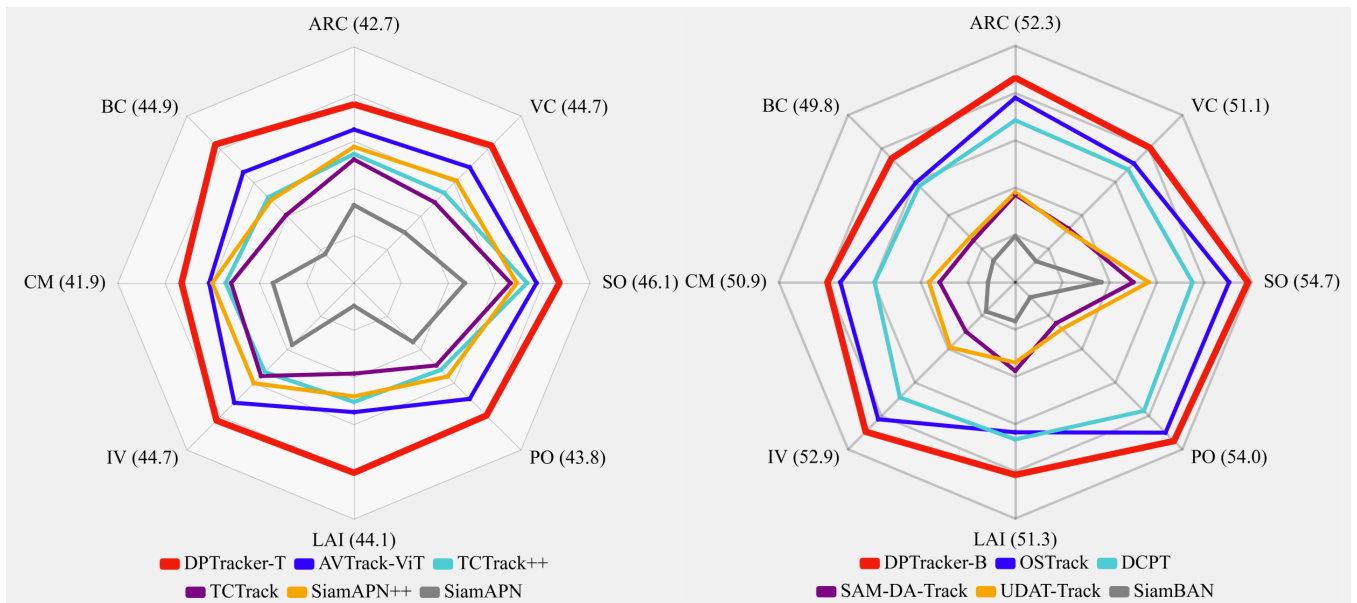 ARC (42.7)
BC (44.9)
VC (44.7)
CM (41.9)
SO (46.1)
IV (44.7)
PO (43.8)
LAI (44.1)
DPTracker-T AVTrack-ViT TCTrack++
TCTrack SiamAPN++ SiamAPN
ARC (52.3)
BC (49.8)
VC (51.1)
CM (50.9)
SO (54.7)
IV (52.9)
PO (54.0)
LAI (51.3)
DPTracker-B OSTrack DCPT
SAM-DA-Track UDAT-Track SiamBAN